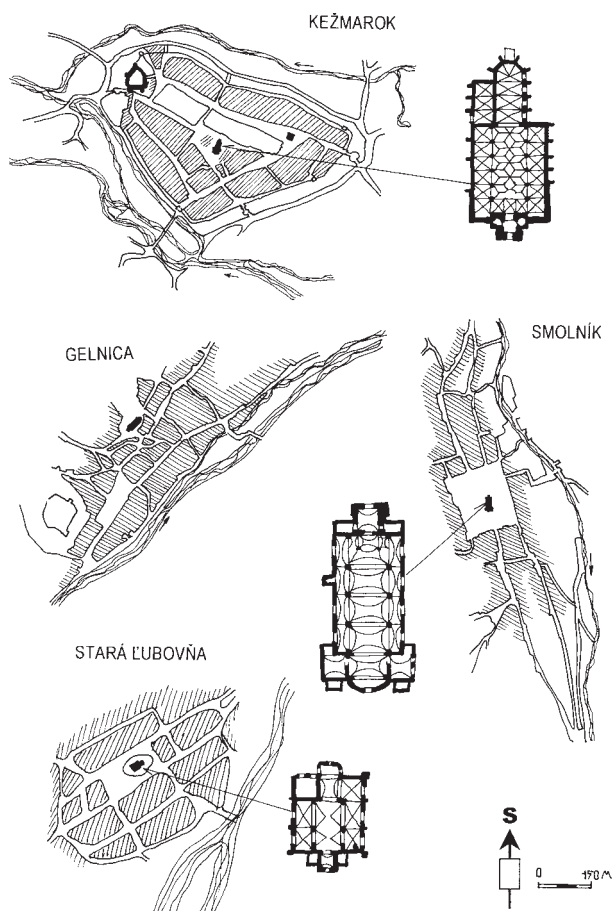 KEŽMAROK
GELNICA
SMOLNÍK
STARÁ ĽUBOVŇA
S
0 150 M